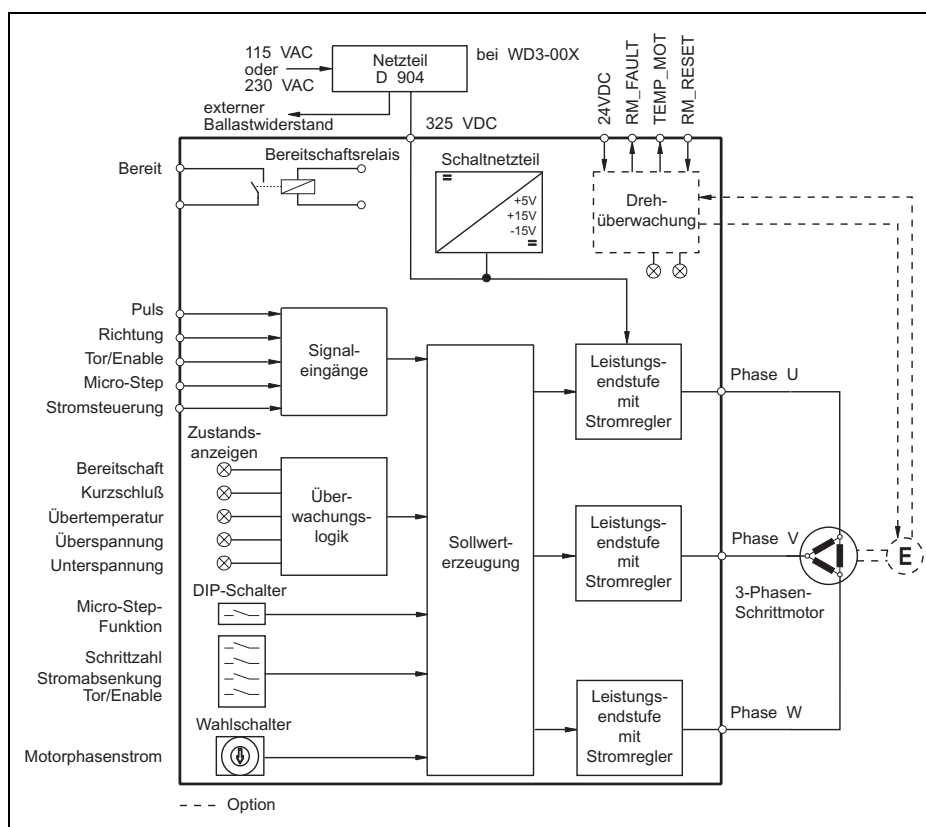 115 VAC
oder
230 VAC
Netzteil
D 904
bei WD3-00X
externer
Ballastwiderstand
325 VDC
24VDC
RM_FAULT
TEMP_MOT
RM_RESET
Bereit
Bereitschaftsrelais
Schaltnetzteil
+5V
+15V
-15V
Dreh-
überwachung
Puls
Richtung
Tor/Enable
Micro-Step
Stromsteuerung
Signal-
eingänge
Zustands-
anzeigen
Bereitschaft
Kurzschluß
Übertemperatur
Überspannung
Unterspannung
Über-
wachungs-
logik
DIP-Schalter
Micro-Step-
Funktion
Schrittzahl
Stromabsenkung
Tor/Enable
Wahlschalter
Motorphasenstrom
Sollwert-
erzeugung
Leistungs-
endstufe
mit
Stromregler
Phase U
Leistungs-
endstufe
mit
Stromregler
Phase V
E
3-Phasen-
Schrittmotor
Leistungs-
endstufe
mit
Stromregler
Phase W
---- Option